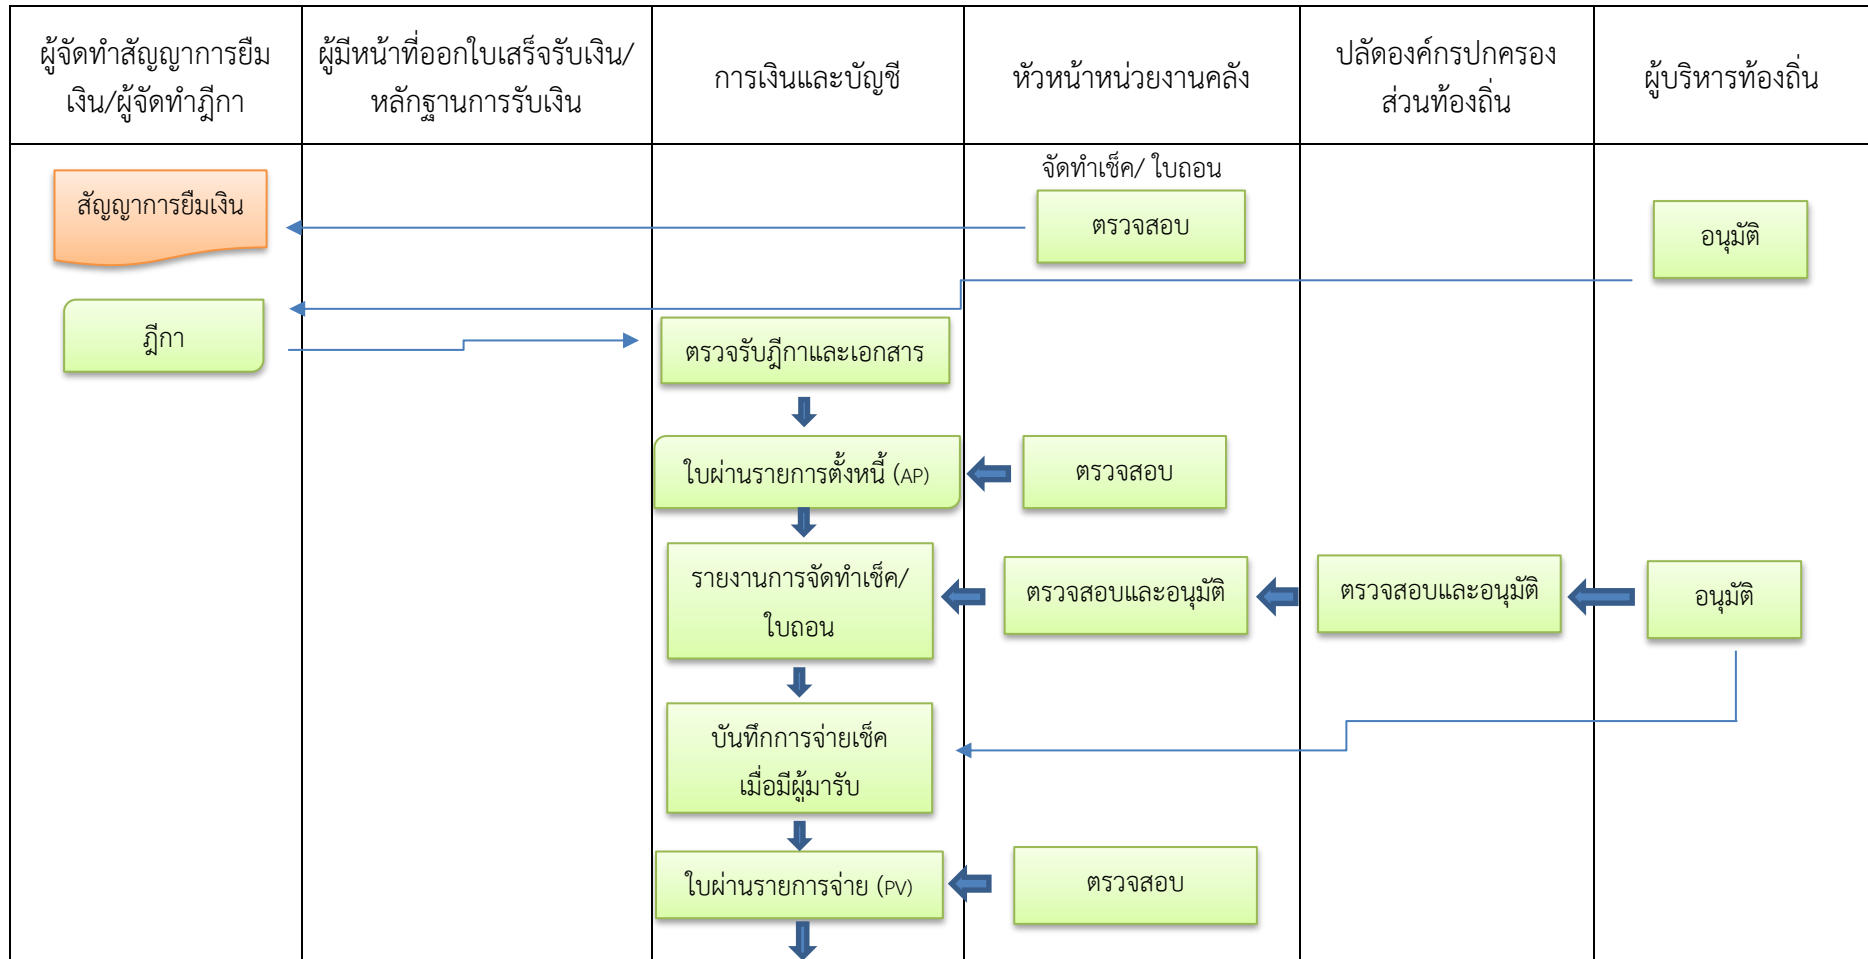 ผู้จัดทำสัญญาการยืม
เงิน/ผู้จัดทำฎีกา
ผู้มีหน้าที่ออกใบเสร็จรับเงิน/
หลักฐานการรับเงิน
การเงินและบัญชี
หัวหน้าหน่วยงานคลัง
ปลัดองค์กรปกครอง
ส่วนท้องถิ่น
ผู้บริหารท้องถิ่น
จัดทำเช็ค/ ใบถอน
สัญญาการยืมเงิน
ตรวจสอบ
อนุมัติ
ฎีกา
ตรวจรับฎีกาและเอกสาร
ใบผ่านรายการตั้งหนี้ (AP)
ตรวจสอบ
รายงานการจัดทำเช็ค/
ใบถอน
ตรวจสอบและอนุมัติ
ตรวจสอบและอนุมัติ
อนุมัติ
บันทึกการจ่ายเช็ค
เมื่อมีผู้มารับ
ใบผ่านรายการจ่าย (PV)
ตรวจสอบ